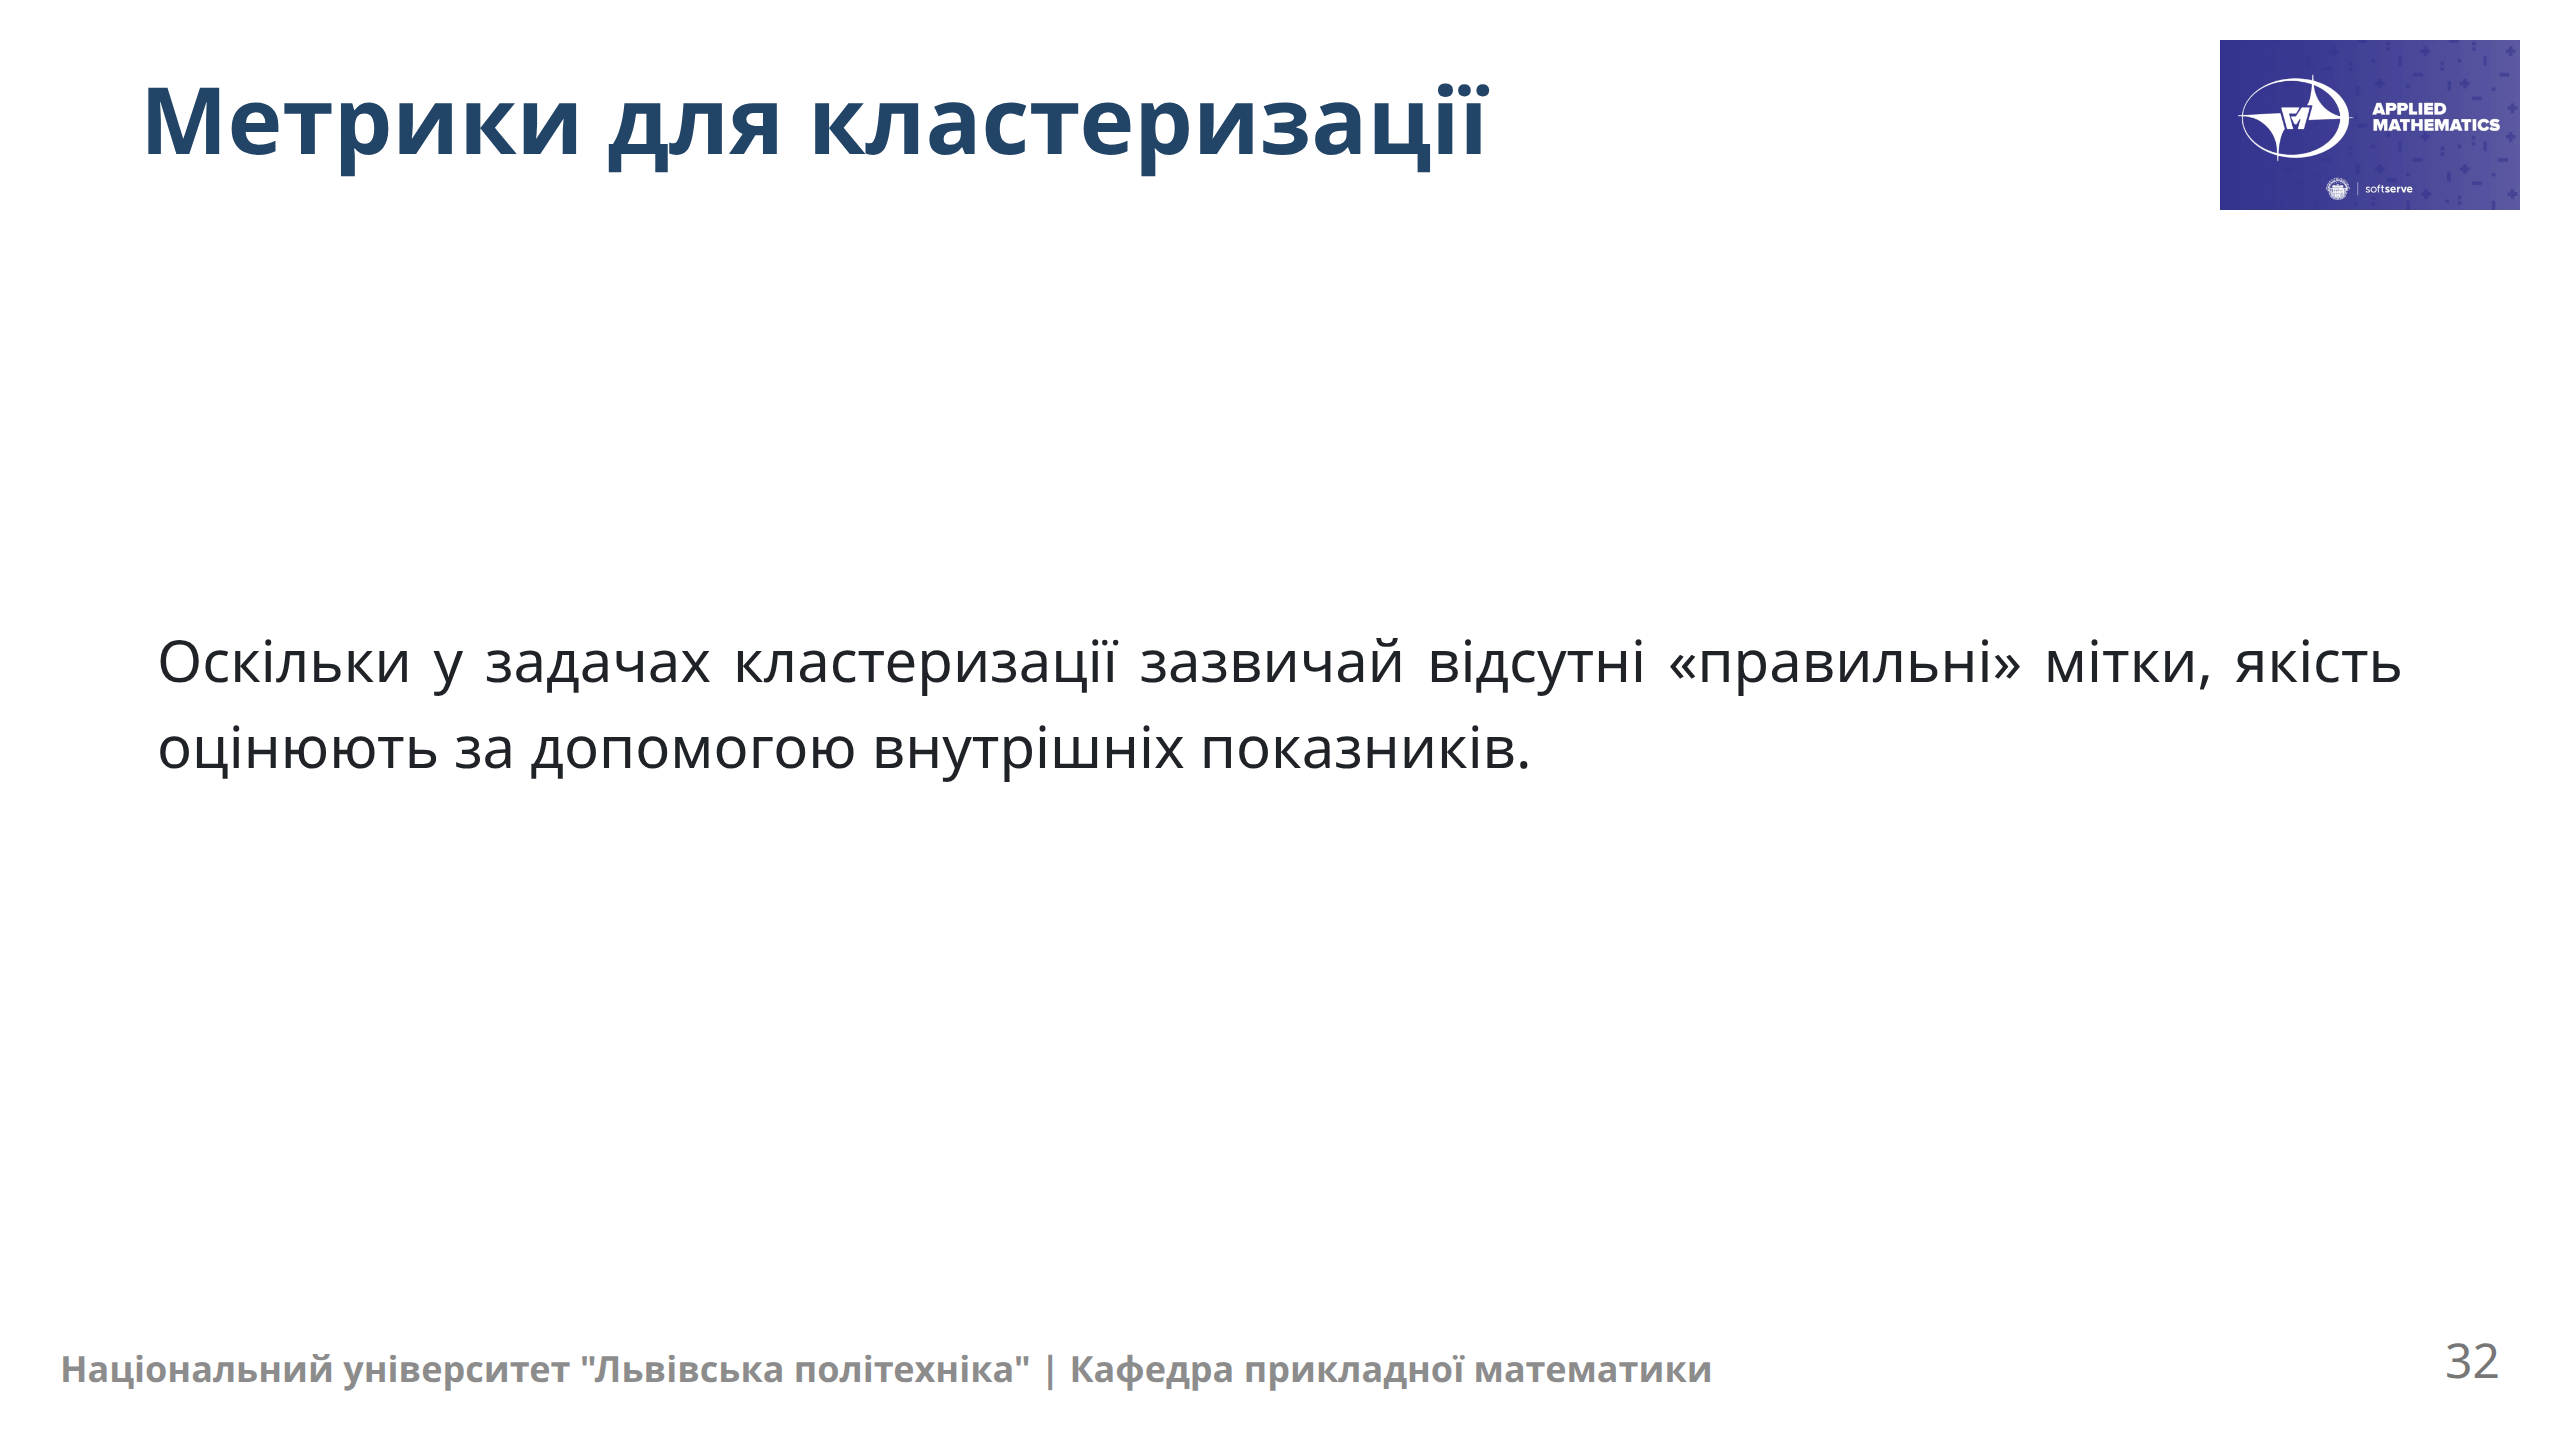 Метрики для кластеризації
APPLIED
MATHEMATICS
softserve
Оскільки у задачах кластеризації зазвичай відсутні «правильні» мітки, якість
оцінюють за допомогою внутрішніх показників.
Національний університет "Львівська політехніка" | Кафедра прикладної математики
32